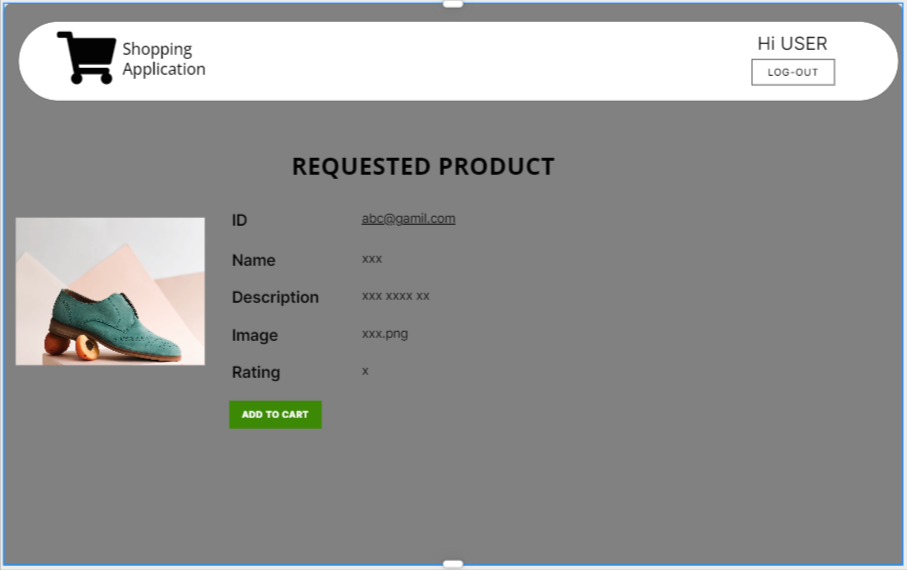 Shopping
Application
Hi USER
LOG-OUT
REQUESTED PRODUCT
ID abc@gamil.com
Name xxx
Description xxx xxxx xx
Image xxx.png
Rating x
ADD TO CART